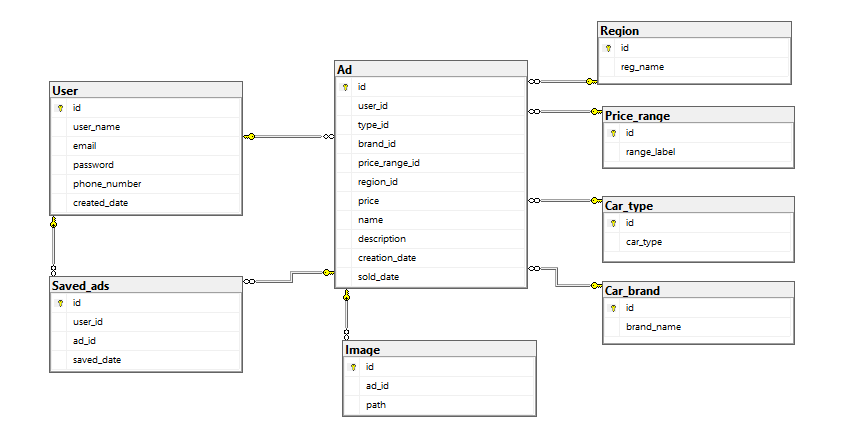 User
id
user_name
email
password
phone_number
created_date
Saved_ads
id
user_id
ad_id
saved_date
Ad
id
user_id
type_id
brand_id
price_range_id
region_id
price
name
description
creation_date
sold_date
Image
id
ad_id
path
Region
id
reg_name
Price_range
id
range_label
Car_type
id
car_type
Car_brand
id
brand_name